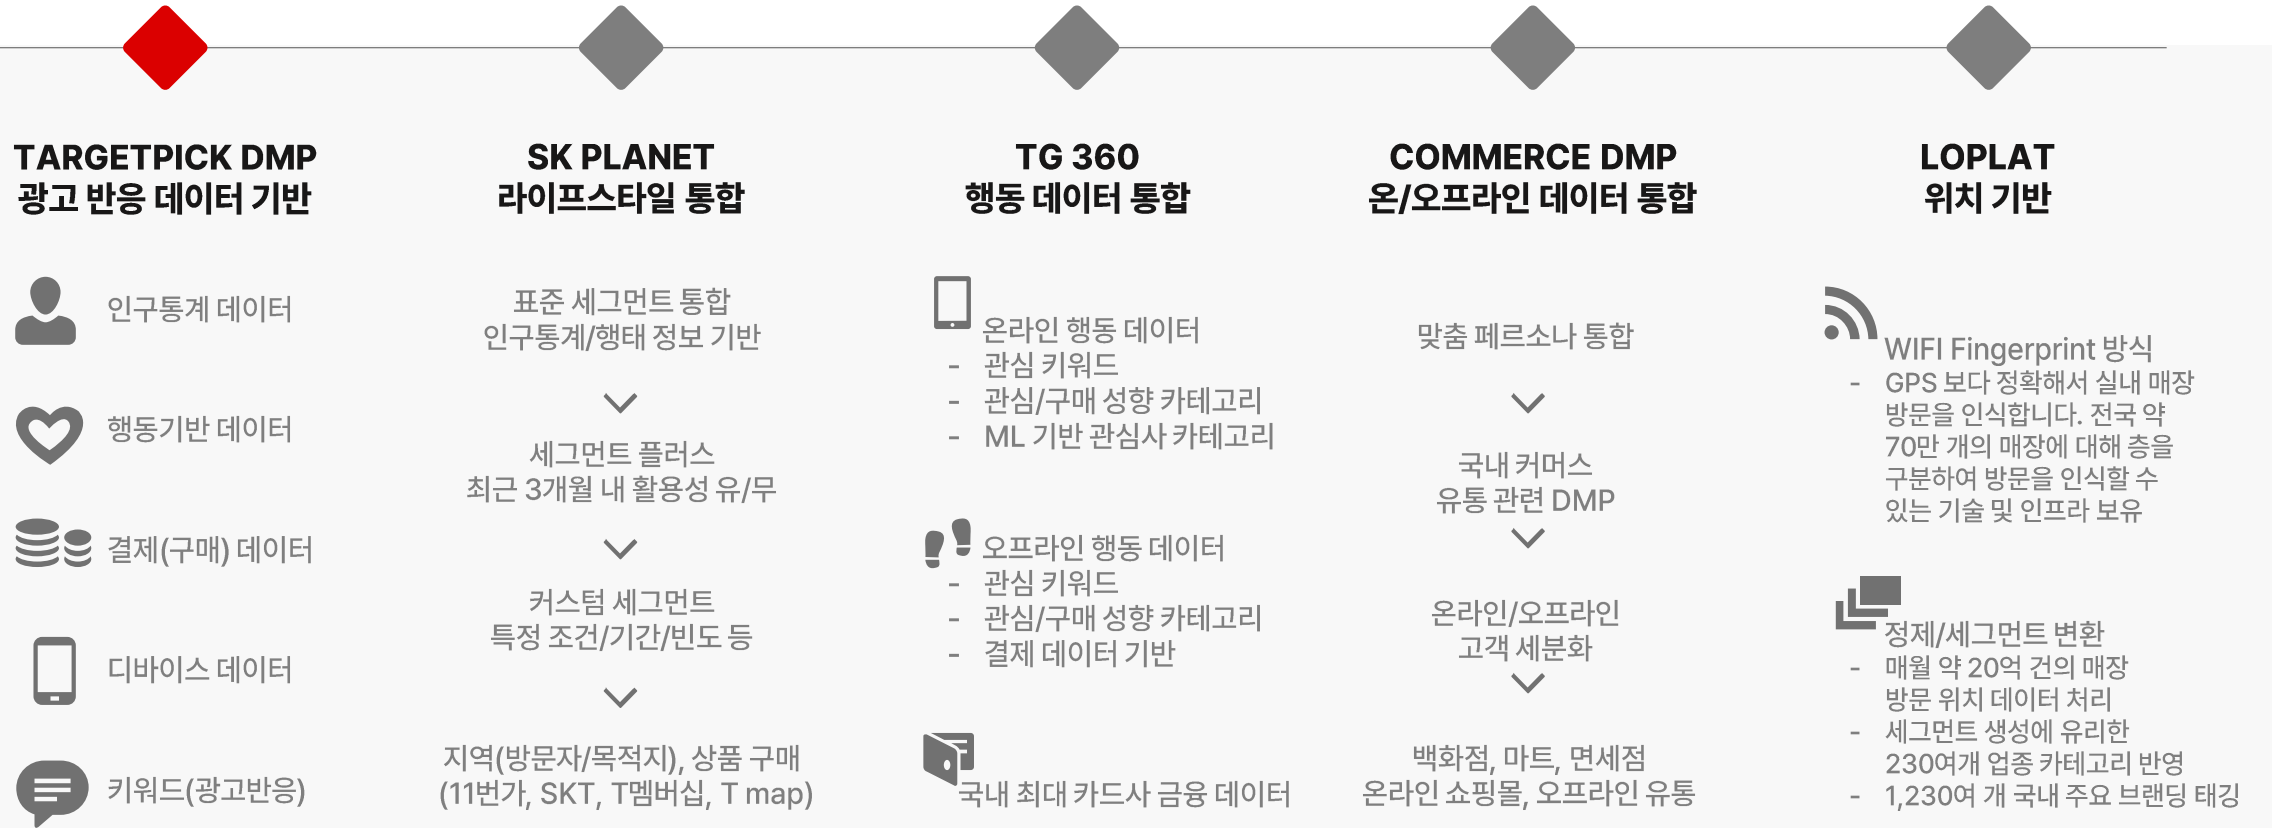 TARGETPICK DMP
광고 반응 데이터 기반
인구통계 데이터
행동기반 데이터
결제(구매) 데이터
디바이스 데이터
키워드(광고반응)
SK PLANET
라이프스타일 통합
표준 세그먼트 통합
인구통계/행태 정보 기반
세그먼트 플러스
최근 3개월 내 활용성 유/무
커스텀 세그먼트
특정 조건/기간/빈도 등
지역(방문자/목적지), 상품 구매
(11번가, SKT, T멤버십, T map)
TG 360
행동 데이터 통합
온라인 행동 데이터
- 관심 키워드
- 관심/구매 성향 카테고리
- ML 기반 관심사 카테고리
오프라인 행동 데이터
- 관심 키워드
- 관심/구매 성향 카테고리
- 결제 데이터 기반
국내 최대 카드사 금융 데이터
COMMERCE DMP
온/오프라인 데이터 통합
맞춤 페르소나 통합
국내 커머스
유통 관련 DMP
온라인/오프라인
고객 세분화
백화점, 마트, 면세점
온라인 쇼핑몰, 오프라인 유통
LOPLAT
위치 기반
WIFI Fingerprint 방식
- GPS 보다 정확해서 실내 매장
방문을 인식합니다. 전국 약
70만 개의 매장에 대해 층을
구분하여 방문을 인식할 수
있는 기술 및 인프라 보유
정제/세그먼트 변환
- 매월 약 20억 건의 매장
방문 위치 데이터 처리
- 세그먼트 생성에 유리한
230여개 업종 카테고리 반영
- 1,230여 개 국내 주요 브랜딩 태깅